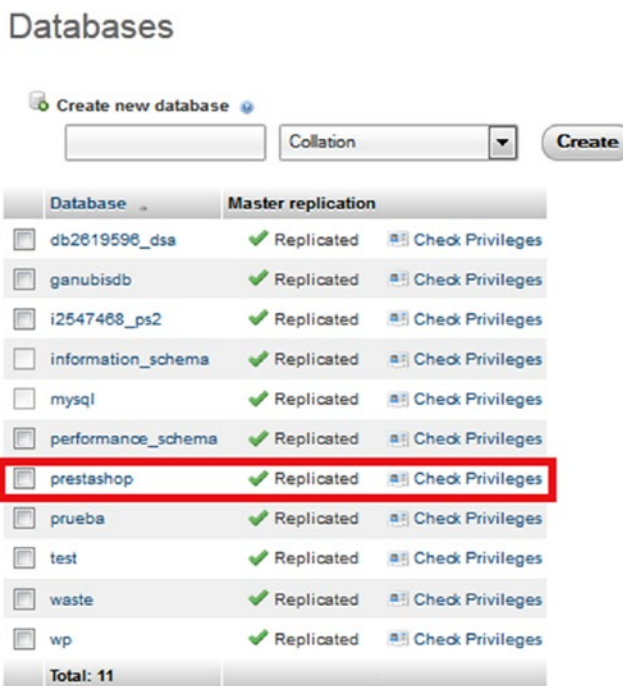 Databases
Create new database
Collation Create
Database Master replication
db2619596_dsa Replicated Check Privileges
ganubisdb Replicated Check Privileges
i2547468_ps2 Replicated Check Privileges
information_schema Replicated Check Privileges
mysql Replicated Check Privileges
performance_schema Replicated Check Privileges
prestashop Replicated Check Privileges
prueba Replicated Check Privileges
test Replicated Check Privileges
waste Replicated Check Privileges
wp Replicated Check Privileges
Total: 11